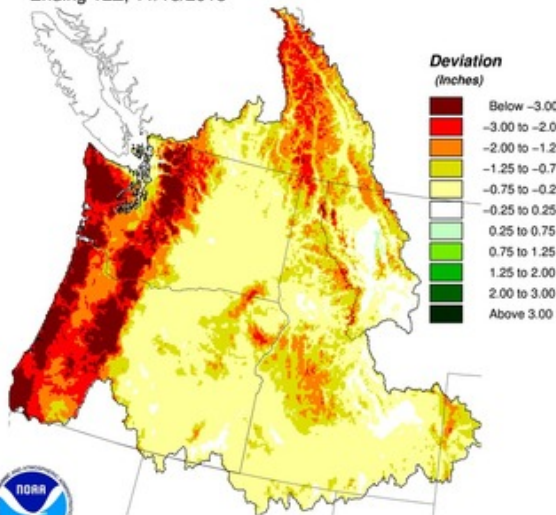 Deviation
(Inches)
Below -3.00
-3.00 to -2.0
-2.00 to -1.2
-1.25 to -0.7
-0.75 to -0.2
-0.25 to 0.25
0.25 to 0.75
0.75 to 1.25
1.25 to 2.00
2.00 to 3.00
Above 3.00
NOAA